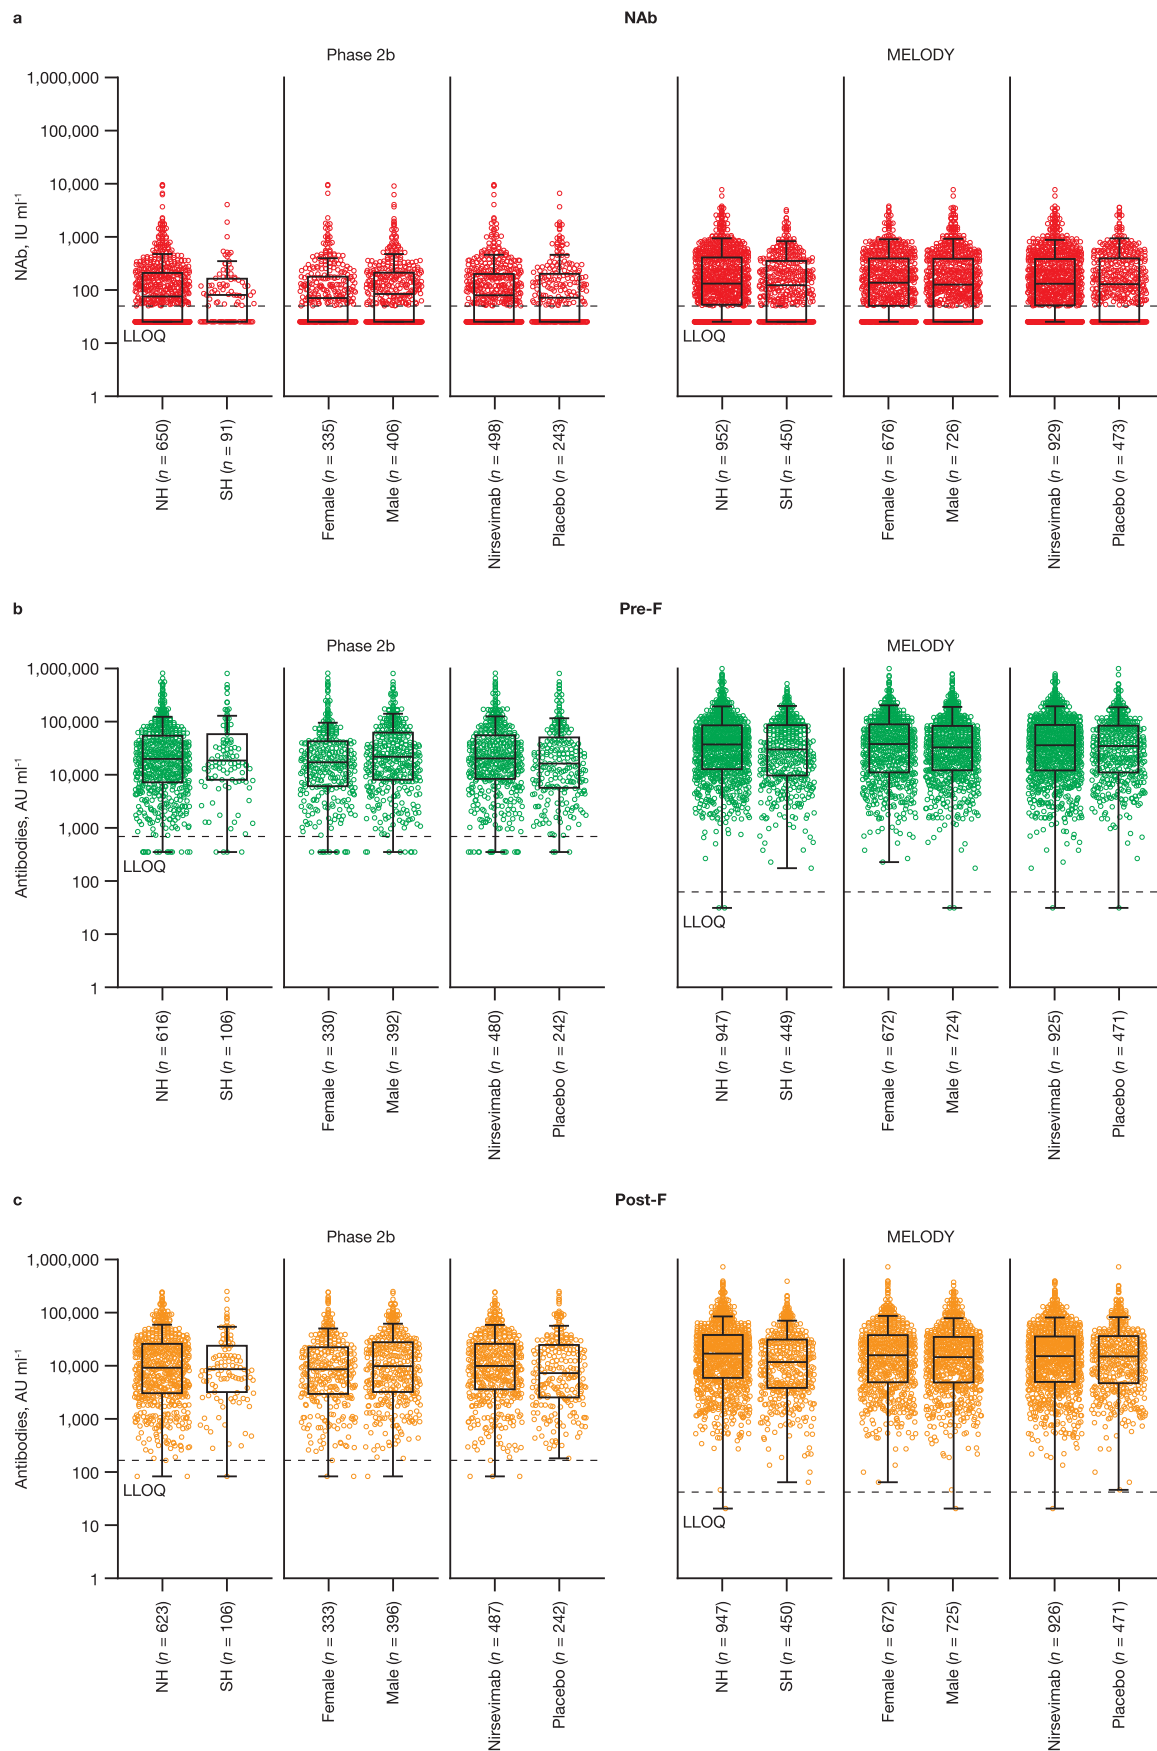 a
NAb
Phase 2b
MELODY
NAb, IU ml-1
1,000,000
100,000
10,000
1,000
100
10
1
LLOQ
LLOQ
NH (n = 650)
SH (n = 91)
Female (n = 335)
Male (n = 406)
Nirsevimab (n = 498)
Placebo (n = 243)
NH (n = 952)
SH (n = 450)
Female (n = 676)
Male (n = 726)
Nirsevimab (n = 929)
Placebo (n = 473)
b
Pre-F
Phase 2b
MELODY
Antibodies, AU ml-1
1,000,000
100,000
10,000
1,000
100
10
1
LLOQ
LLOQ
NH (n = 616)
SH (n = 106)
Female (n = 330)
Male (n = 392)
Nirsevimab (n = 480)
Placebo (n = 242)
NH (n = 947)
SH (n = 449)
Female (n = 672)
Male (n = 724)
Nirsevimab (n = 925)
Placebo (n = 471)
c
Post-F
Phase 2b
MELODY
Antibodies, AU ml-1
1,000,000
100,000
10,000
1,000
100
10
1
LLOQ
LLOQ
NH (n = 623)
SH (n = 106)
Female (n = 333)
Male (n = 396)
Nirsevimab (n = 487)
Placebo (n = 242)
NH (n = 947)
SH (n = 450)
Female (n = 672)
Male (n = 725)
Nirsevimab (n = 926)
Placebo (n = 471)